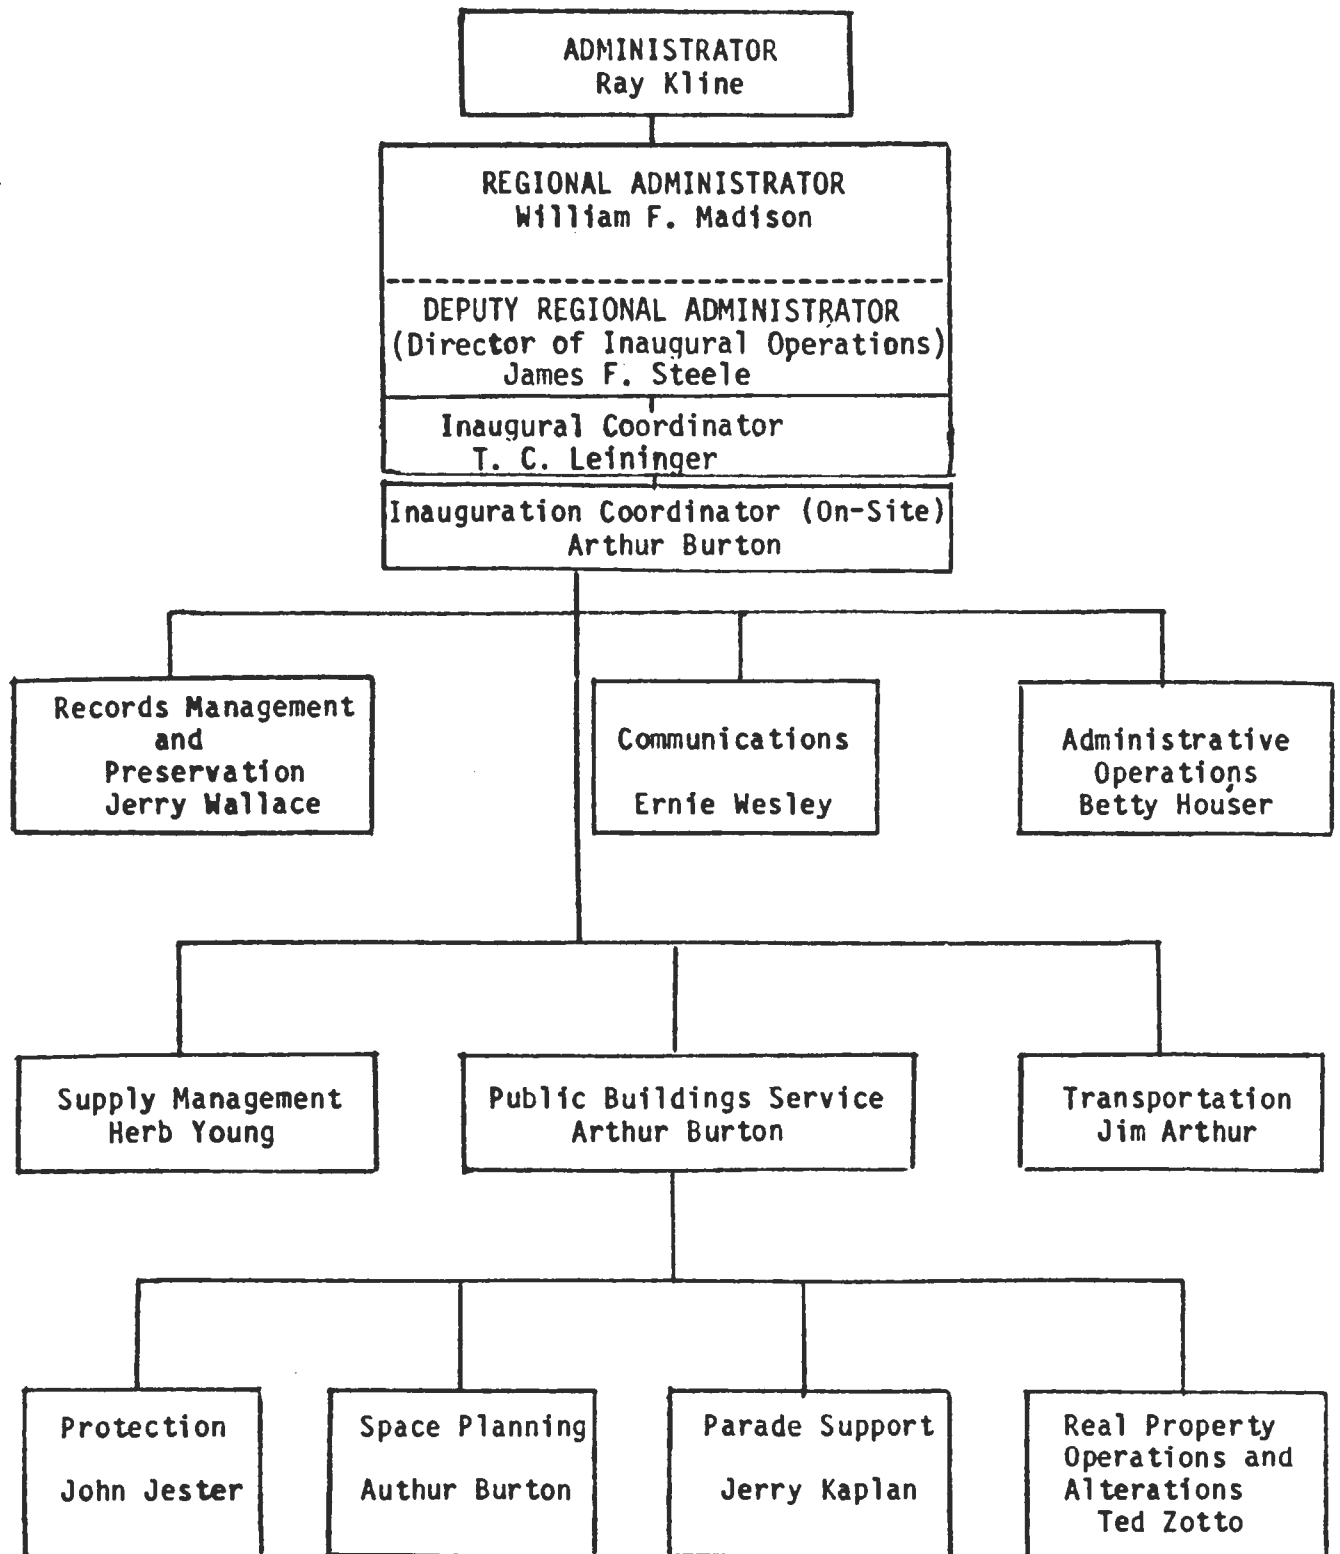 ADMINISTRATOR
Ray Kline
REGIONAL ADMINISTRATOR
William F. Madison
DEPUTY REGIONAL ADMINISTRATOR
(Director of Inaugural Operations)
James F. Steele
Inaugural Coordinator
T. C. Leininger
Inauguration Coordinator (On-Site)
Arthur Burton
Records Management
and
Preservation
Jerry Wallace
Communications
Ernie Wesley
Administrative
Operations
Betty Houser
Supply Management
Herb Young
Public Buildings Service
Arthur Burton
Transportation
Jim Arthur
Protection
John Jester
Space Planning
Authur Burton
Parade Support
Jerry Kaplan
Real Property
Operations and
Alterations
Ted Zotto